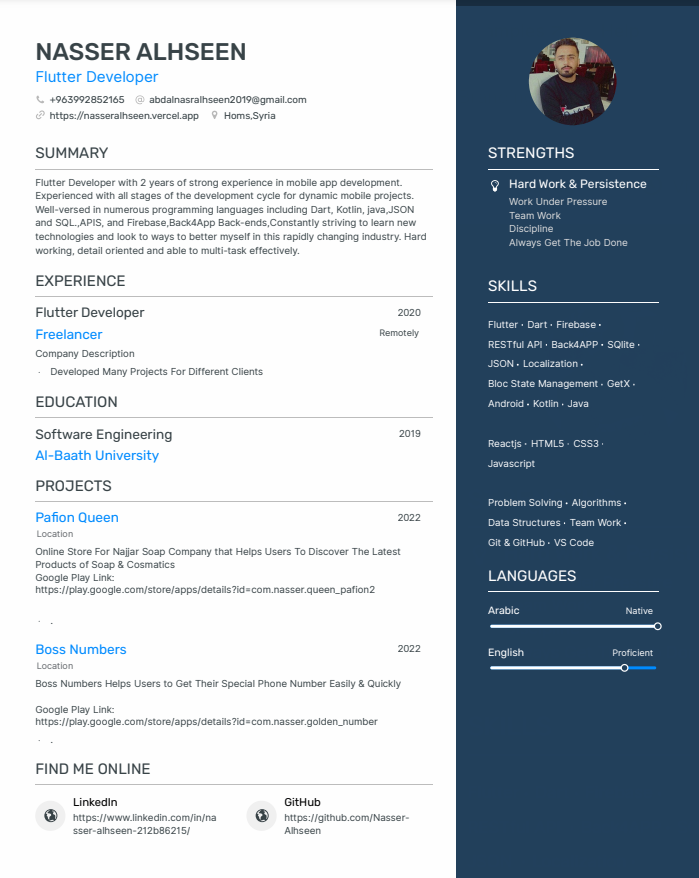 NASSER ALHSEEN
Flutter Developer
+963992852165 @ abdalnasralhseen2019@gmail.com
https://nasseralhseen.vercel.app Homs,Syria
SUMMARY
Flutter Developer with 2 years of strong experience in mobile app development.
Experienced with all stages of the development cycle for dynamic mobile projects.
Well-versed in numerous programming languages including Dart, Kotlin, java,JSON
and SQL.,APIS, and Firebase,Back4App Back-ends,Constantly striving to learn new
technologies and look to ways to better myself in this rapidly changing industry. Hard
working, detail oriented and able to multi-task effectively.
EXPERIENCE
Flutter Developer 2020
Freelancer Remotely
Company Description
· Developed Many Projects For Different Clients
EDUCATION
Software Engineering 2019
Al-Baath University
PROJECTS
Pafion Queen 2022
Location
Online Store For Najjar Soap Company that Helps Users To Discover The Latest
Products of Soap & Cosmatics
Google Play Link:
https://play.google.com/store/apps/details?id=com.nasser.queen_pafion2
· .
Boss Numbers 2022
Location
Boss Numbers Helps Users to Get Their Special Phone Number Easily & Quickly
Google Play Link:
https://play.google.com/store/apps/details?id=com.nasser.golden_number
· .
FIND ME ONLINE
LinkedIn
https://www.linkedin.com/in/na
sser-alhseen-212b86215/
GitHub
https://github.com/Nasser-
Alhseen
STRENGTHS
Hard Work & Persistence
Work Under Pressure
Team Work
Discipline
Always Get The Job Done
SKILLS
Flutter · Dart · Firebase ·
RESTful API · Back4APP · SQlite ·
JSON · Localization ·
Bloc State Management · GetX ·
Android · Kotlin · Java
Reactjs · HTML5 · CSS3 ·
Javascript
Problem Solving · Algorithms ·
Data Structures · Team Work ·
Git & GitHub · VS Code
LANGUAGES
Arabic Native
English Proficient